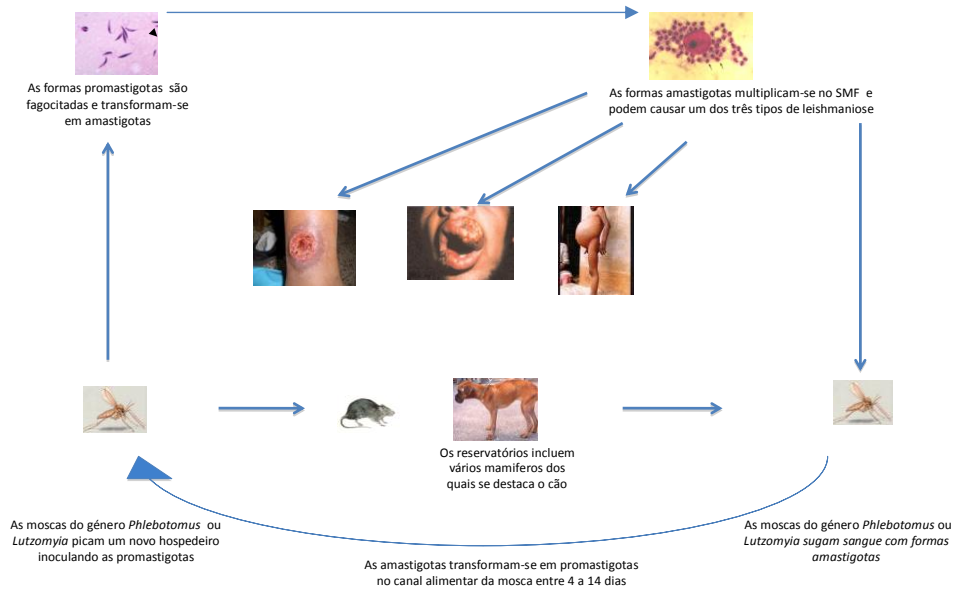 As formas promastigotas são
fagocitadas e transformam-se
em amastigotas
As formas amastigotas multiplicam-se no SMF e
podem causar um dos três tipos de leishmaniose
Os reservatórios incluem
vários mamiferos dos
quais se destaca o cão
As moscas do género Phlebotomus ou
Lutzomyia picam um novo hospedeiro
inoculando as promastigotas
As moscas do género Phlebotomus ou
Lutzomyia sugam sangue com formas
amastigotas
As amastigotas transformam-se em promastigotas
no canal alimentar da mosca entre 4 a 14 dias